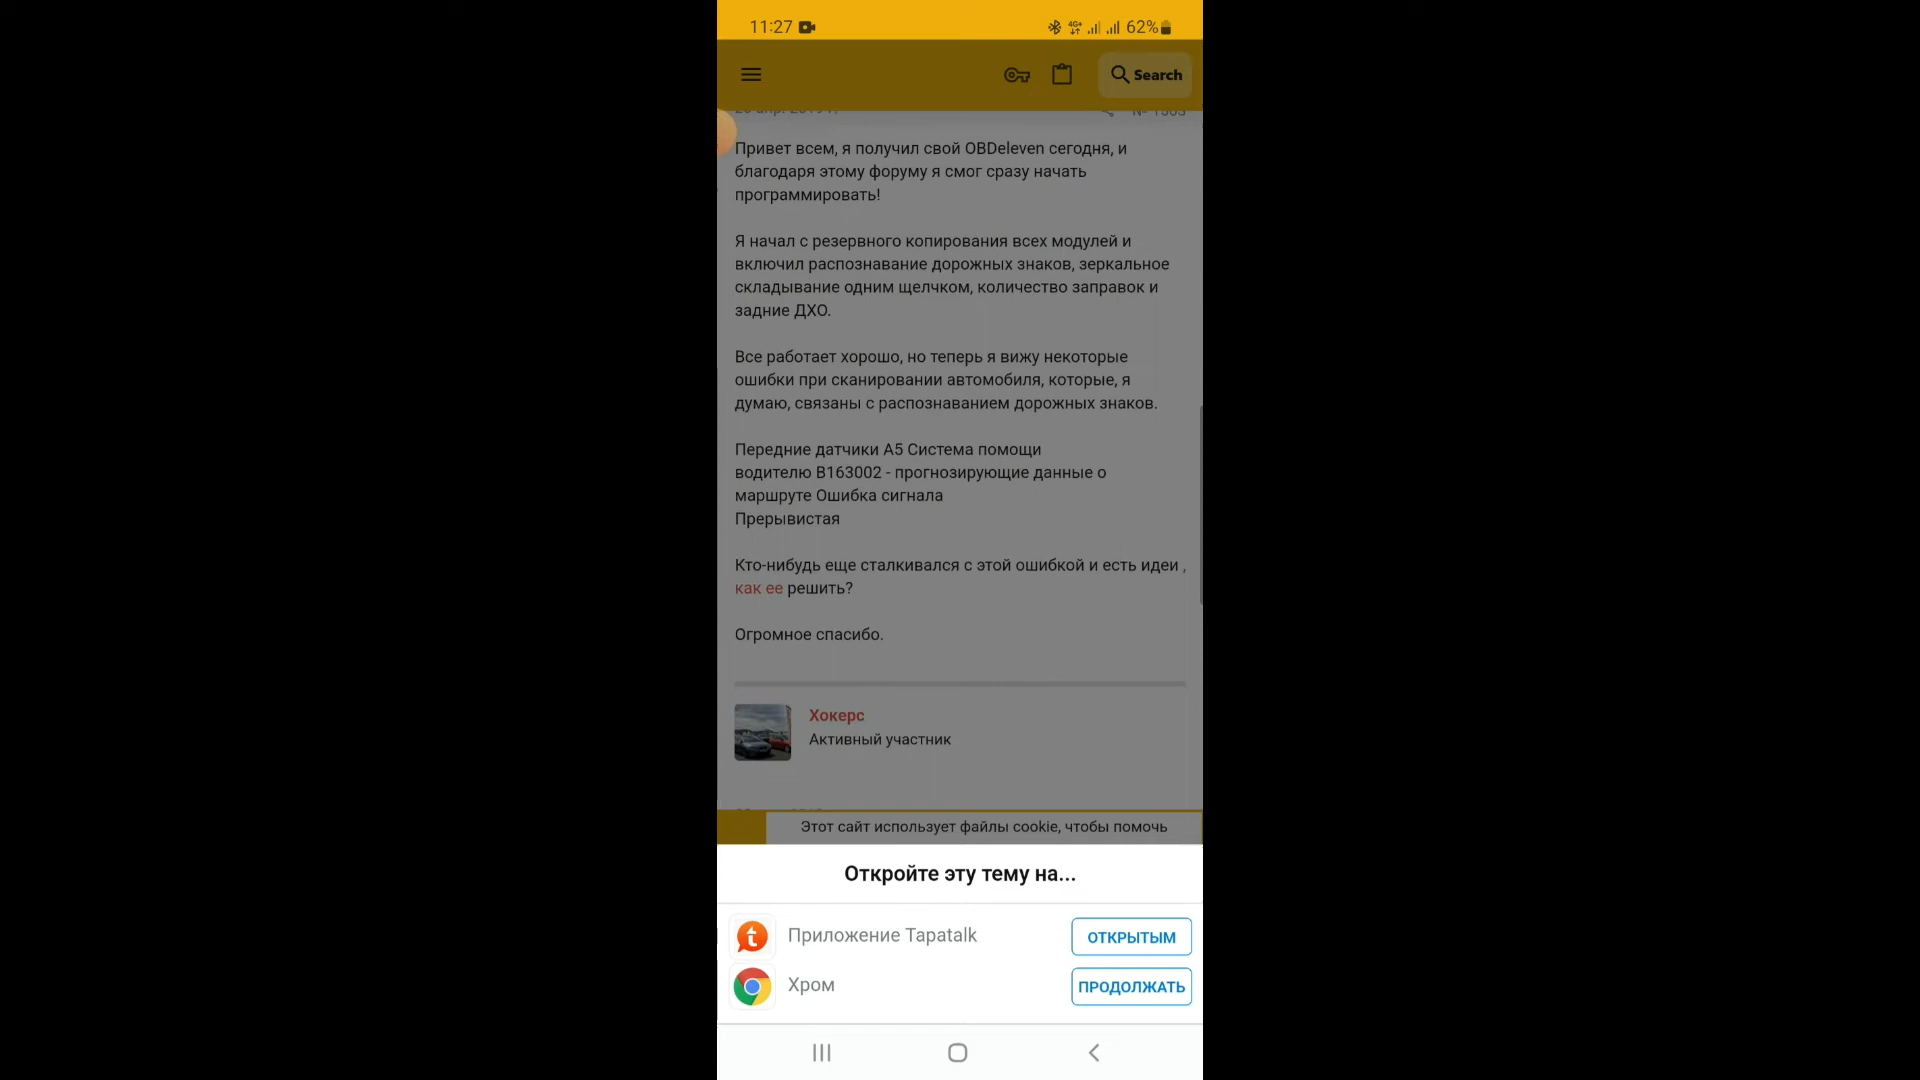 11:27
4G+
62%
Search
Привет всем, я получил свой OBDeleven сегодня, и
благодаря этому форуму я смог сразу начать
программировать!
Я начал с резервного копирования всех модулей и
включил распознавание дорожных знаков, зеркальное
складывание одним щелчком, количество заправок и
задние ДХО.
Все работает хорошо, но теперь я вижу некоторые
ошибки при сканировании автомобиля, которые, я
думаю, связаны с распознаванием дорожных знаков.
Передние датчики A5 Система помощи
водителю B163002 - прогнозирующие данные о
маршруте Ошибка сигнала
Прерывистая
Кто-нибудь еще сталкивался с этой ошибкой и есть идеи ,
как ее решить?
Огромное спасибо.
Хокерс
Активный участник
Этот сайт использует файлы cookie, чтобы помочь
Откройте эту тему на...
Приложение Tapatalk
ОТКРЫТЫМ
Хром
ПРОДОЛЖАТЬ